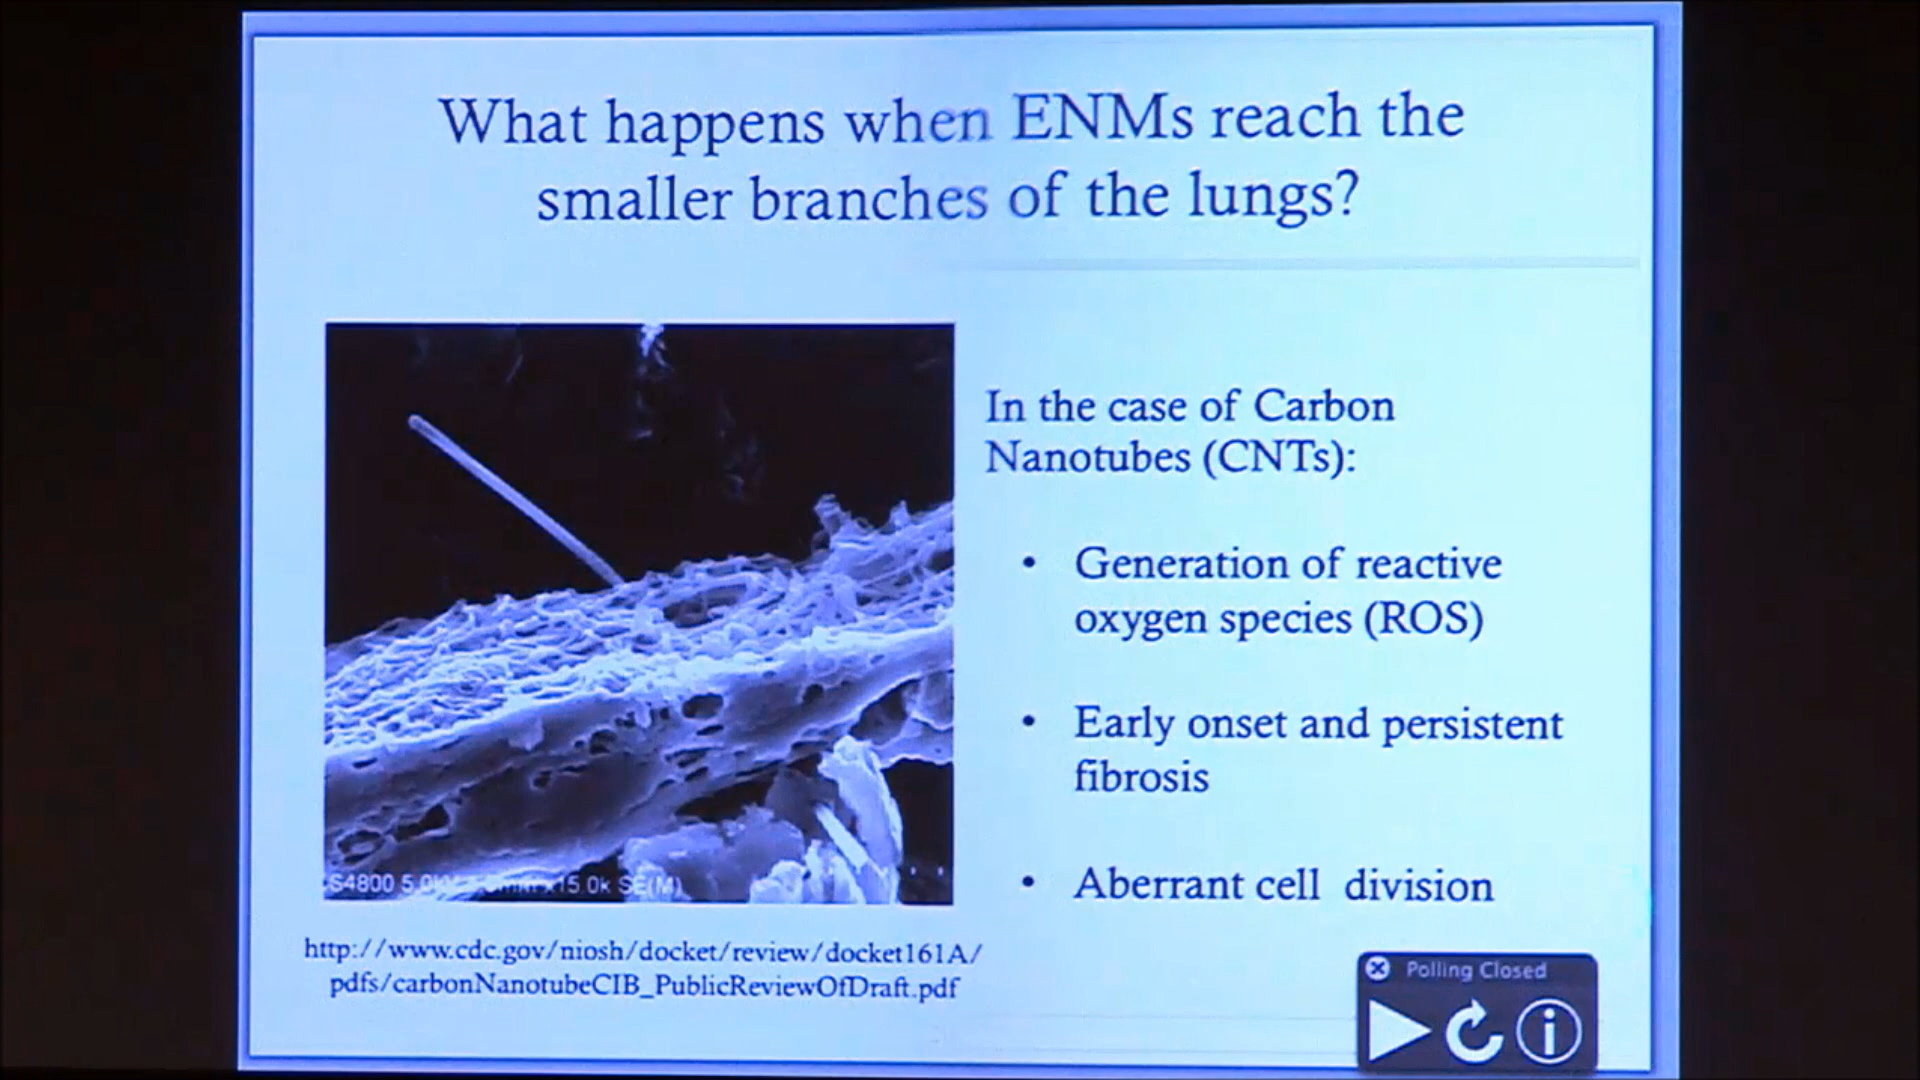 What happens when ENMs reach the
smaller branches of the lungs?
In the case of Carbon
Nanotubes (CNTs):
• Generation of reactive
oxygen species (ROS)
• Early onset and persistent
fibrosis
• Aberrant cell division
S4800 x15.0k SE(M)
http://www.cdc.gov/niosh/docket/review/docket161A/
pdfs/carbonNanotubeCIB_PublicReviewOfDraft.pdf
Polling Closed